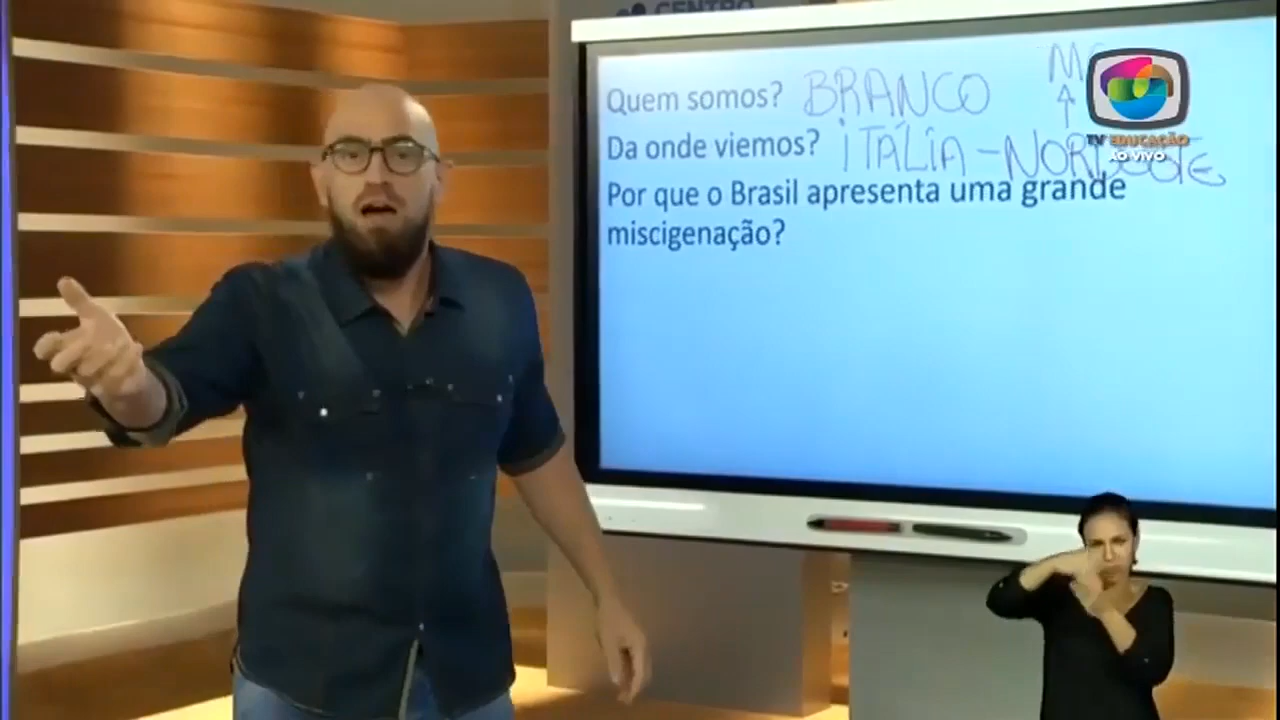 CENTRO
Quem somos? BRANCO
Da onde viemos? iTÁLIA - NORDESTE
Por que o Brasil apresenta uma grande
miscigenação?
TV EDUCAÇÃO
AO VIVO